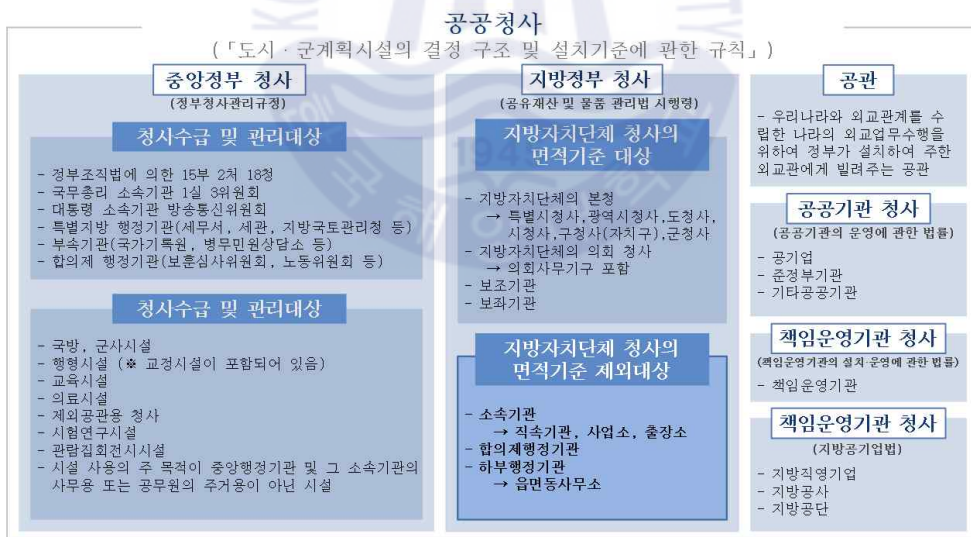 공공청사
(「도시·군계획시설의 결정 구조 및 설치기준에 관한 규칙」)
중앙정부 청사
(정부청사관리규정)
청사수급 및 관리대상
- 정부조직법에 의한 15부 2처 18청
- 국무총리 소속기관 1실 3위원회
- 대통령 소속기관 방송통신위원회
- 특별지방 행정기관(세무서, 세관, 지방국토관리청 등)
- 부속기관(국가기록원, 병무민원상담소 등)
- 합의제 행정기관(보훈심사위원회, 노동위원회 등)
청사수급 및 관리대상
- 국방, 군사시설
- 행형시설 (※ 교정시설이 포함되어 있음)
- 교육시설
- 의료시설
- 제외공관용 청사
- 시험연구시설
- 관람집회전시시설
- 시설 사용의 주 목적이 중앙행정기관 및 그 소속기관의
사무용 또는 공무원의 주거용이 아닌 시설
지방정부 청사
(공유재산 및 물품 관리법 시행령)
지방자치단체 청사의
면적기준 대상
- 지방자치단체의 본청
→ 특별시청사,광역시청사,도청사,
시청사,구청사(자치구),군청사
- 지방자치단체의 의회 청사
→ 의회사무기구 포함
- 보조기관
- 보좌기관
지방자치단체 청사의
면적기준 제외대상
- 소속기관
→ 직속기관, 사업소, 출장소
- 합의제행정기관
- 하부행정기관
→ 읍면동사무소
공관
- 우리나라와 외교관계를 수
립한 나라의 외교업무수행을
위하여 정부가 설치하여 주한
외교관에게 빌려주는 공관
공공기관 청사
(공공기관의 운영에 관한 법률)
- 공기업
- 준정부기관
- 기타공공기관
책임운영기관 청사
(책임운영기관의 설치·운영에 관한 법률)
- 책임운영기관
책임운영기관 청사
(지방공기업법)
- 지방직영기업
- 지방공사
- 지방공단